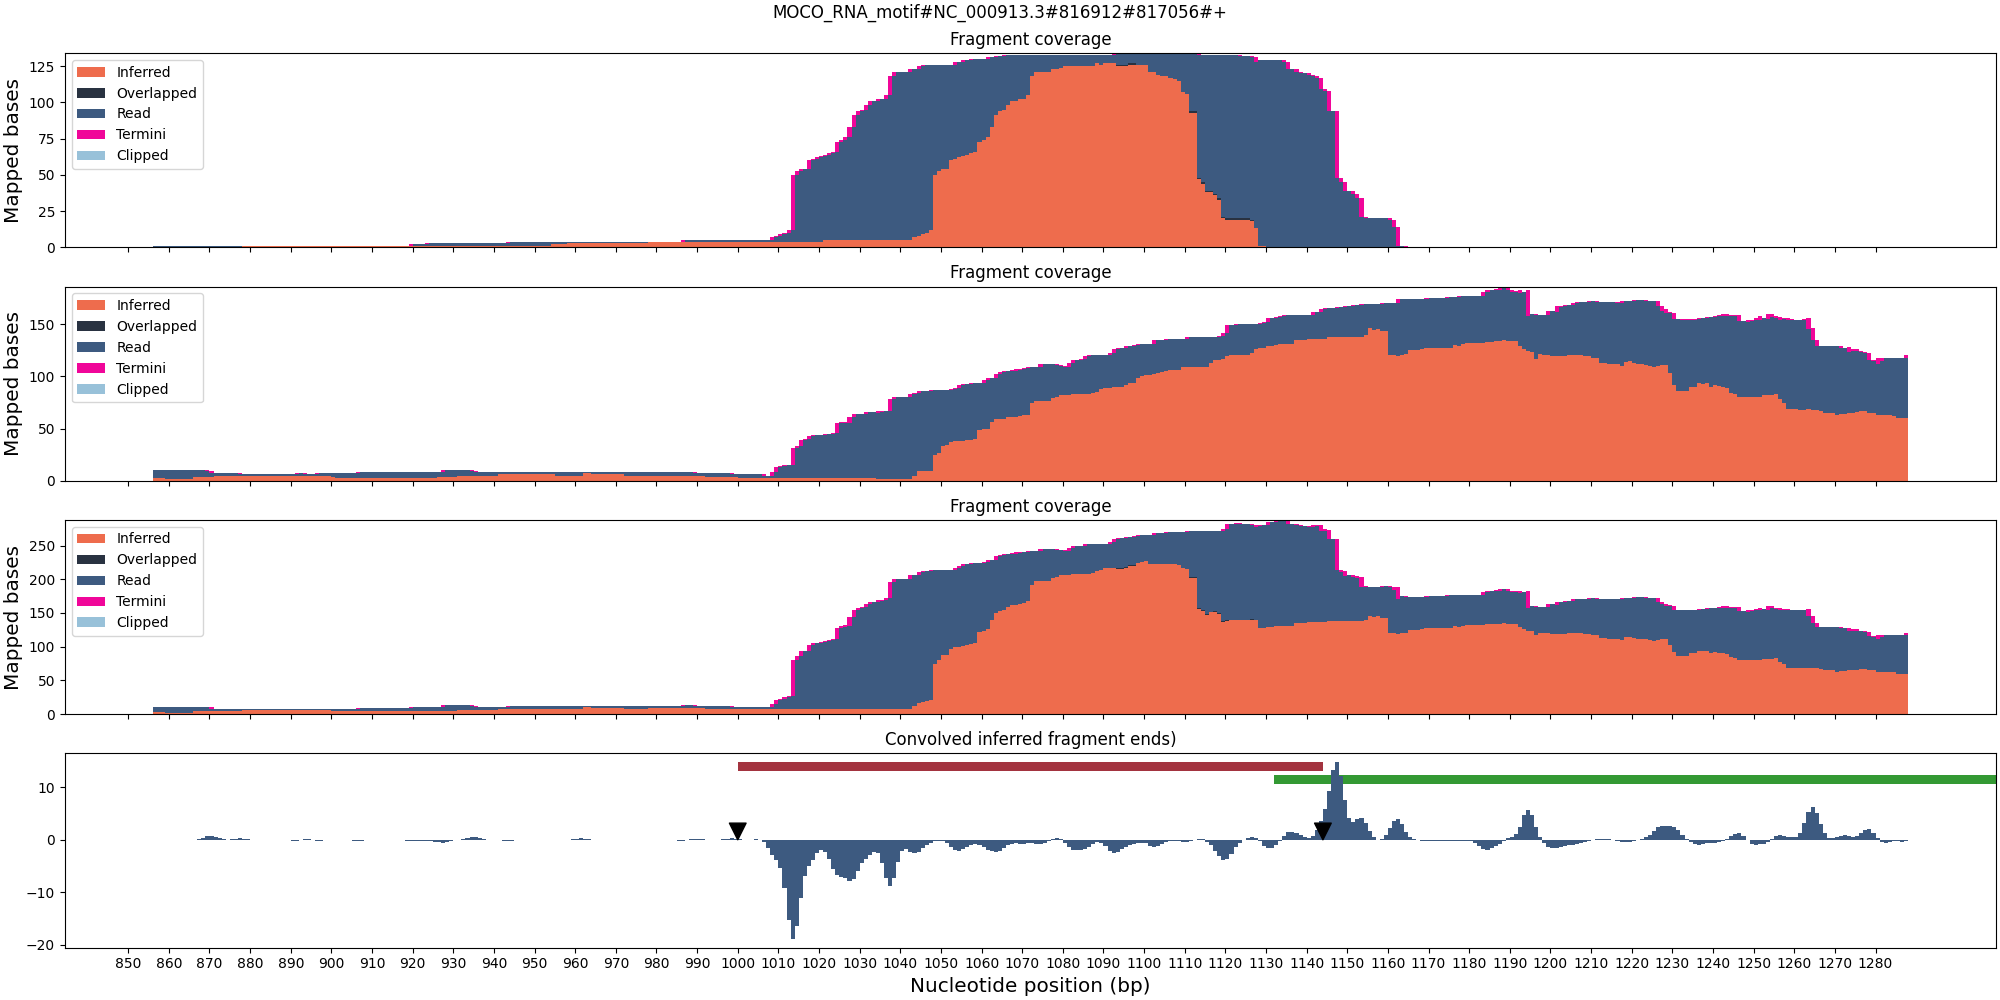 MOCO_RNA_motif#NC_000913.3#816912#817056#+
Fragment coverage
Mapped bases
125
100
75
50
25
0
Inferred
Overlapped
Read
Termini
Clipped
Fragment coverage
Mapped bases
150
100
50
0
Inferred
Overlapped
Read
Termini
Clipped
Fragment coverage
Mapped bases
250
200
150
100
50
0
Inferred
Overlapped
Read
Termini
Clipped
Convolved inferred fragment ends)
10
0
−10
−20
850 860 870 880 890 900 910 920 930 940 950 960 970 980 990 1000 1010 1020 1030 1040 1050 1060 1070 1080 1090 1100 1110 1120 1130 1140 1150 1160 1170 1180 1190 1200 1210 1220 1230 1240 1250 1260 1270 1280
Nucleotide position (bp)